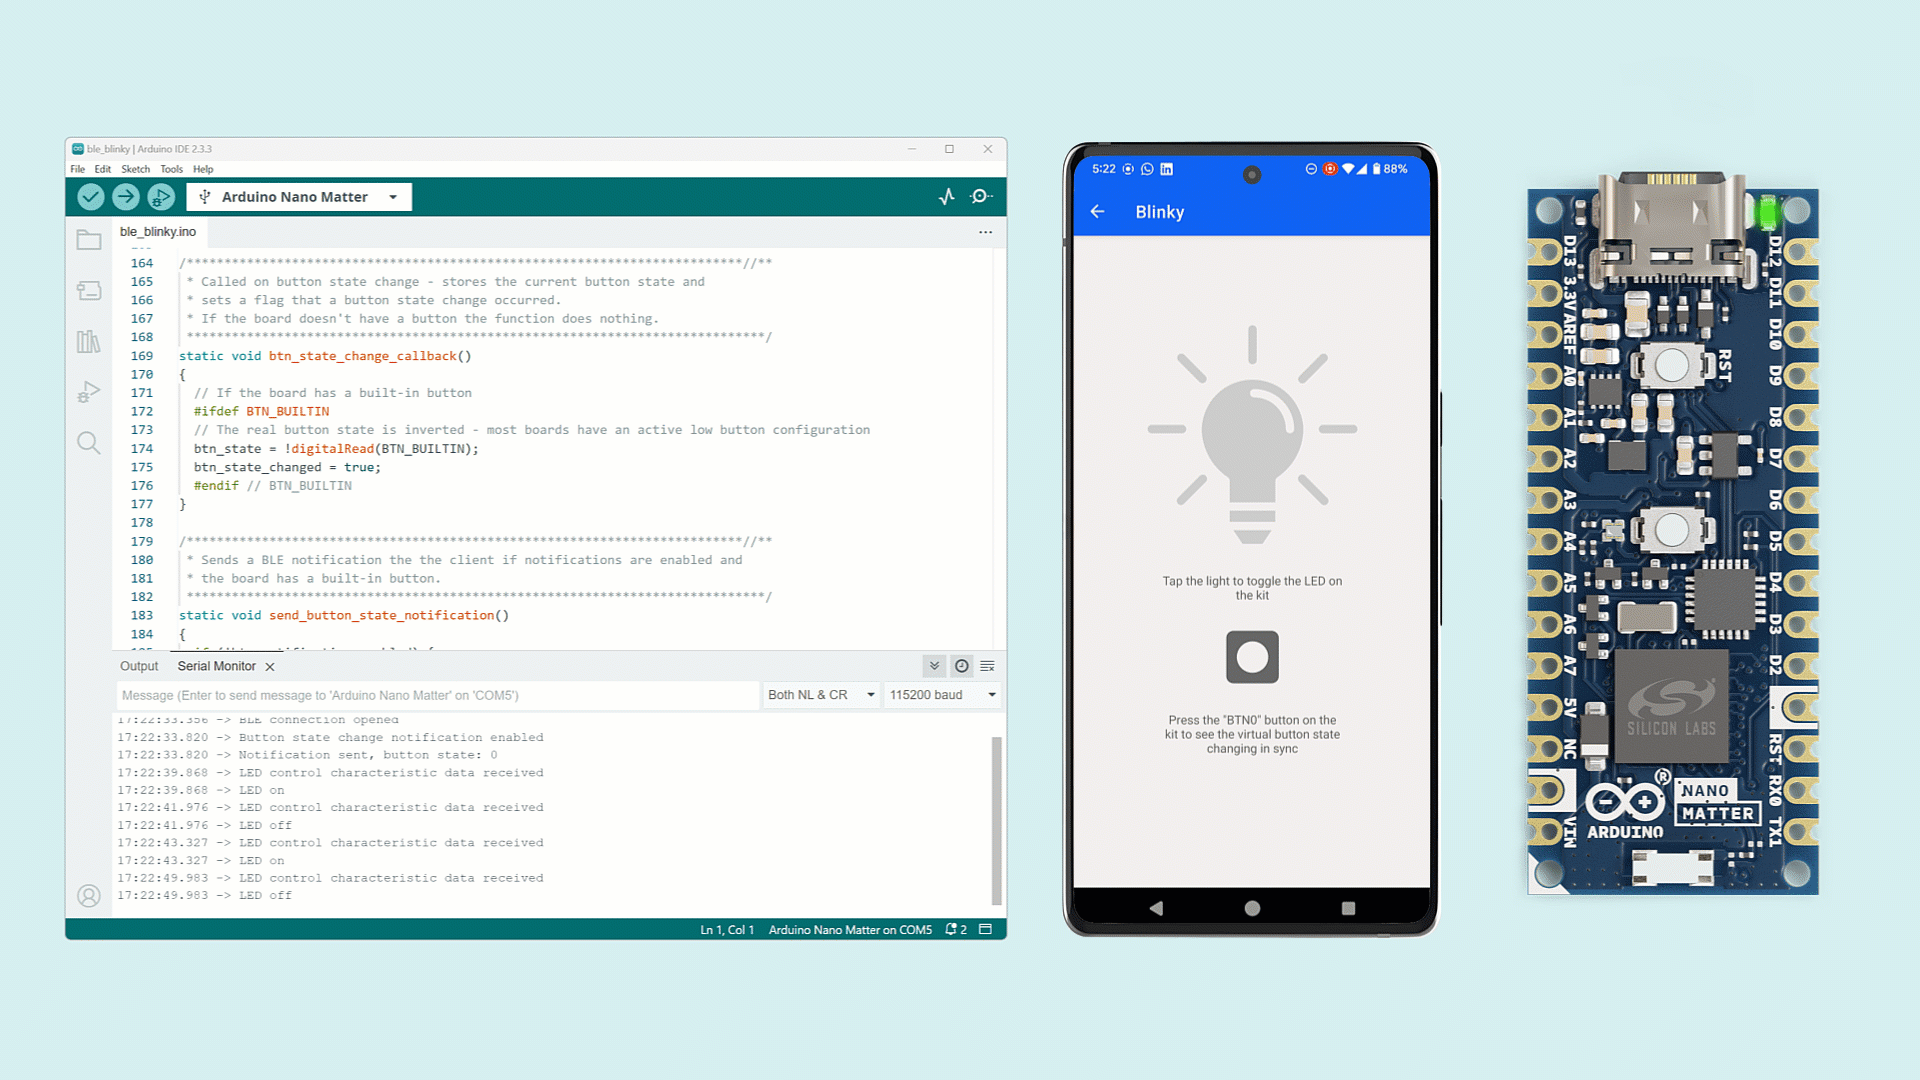 ble_blinky | Arduino IDE 2.3.3
File Edit Sketch Tools Help
Arduino Nano Matter
ble_blinky.ino
164 /**************************************************************************//**
165 * Called on button state change - stores the current button state and
166 * sets a flag that a button state change occurred.
167 * If the board doesn't have a button the function does nothing.
168 *****************************************************************************/
169 static void btn_state_change_callback()
170 {
171 // If the board has a built-in button
172 #ifdef BTN_BUILTIN
173 // The real button state is inverted - most boards have an active low button configuration
174 btn_state = !digitalRead(BTN_BUILTIN);
175 btn_state_changed = true;
176 #endif // BTN_BUILTIN
177 }
178
179 /**************************************************************************//**
180 * Sends a BLE notification the the client if notifications are enabled and
181 * the board has a built-in button.
182 *****************************************************************************/
183 static void send_button_state_notification()
184 {
Output Serial Monitor
Message (Enter to send message to 'Arduino Nano Matter' on 'COM5')
Both NL & CR
115200 baud
17:22:33.356 -> BLE connection opened
17:22:33.820 -> Button state change notification enabled
17:22:33.820 -> Notification sent, button state: 0
17:22:39.868 -> LED control characteristic data received
17:22:39.868 -> LED on
17:22:41.976 -> LED control characteristic data received
17:22:41.976 -> LED off
17:22:43.327 -> LED control characteristic data received
17:22:43.327 -> LED on
17:22:49.983 -> LED control characteristic data received
17:22:49.983 -> LED off
Ln 1, Col 1 Arduino Nano Matter on COM5 2
5:22 88%
Blinky
Tap the light to toggle the LED on
the kit
Press the "BTN0" button on the
kit to see the virtual button state
changing in sync
D13
3.3V
AREF
A0
A1
A2
A3
A4
A5
A6
A7
5V
NC
VIN
D12
D11
D10
D9
D8
D7
D6
D5
D4
D3
D2
RST
RX0
TX1
RST
SILICON LABS
ARDUINO
®
NANO
MATTER